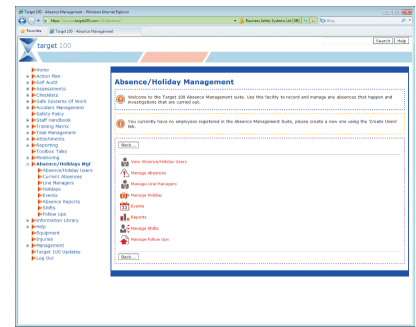 Target 100 - Absence Management - Windows Internet Explorer
Business Safety Systems Ltd [GB]
Bing
Favorites
Target 100 - Absence Management
target 100
Search Help
Home
Action Plan
Self Audit
Assessments
Checklists
Safe Systems Of Work
Accident Management
Safety Policy
Staff Handbook
Training Matrix
Task Management
Attachments
Reporting
Toolbox Talks
Monitoring
Absence/Holidays Mgt
Absence/Holiday Users
Current Absences
Line Managers
Holidays
Events
Absence Reports
Shifts
Follow Ups
Information Library
Help
Equipment
Injuries
Management
Target 100 Updates
Log Out
Absence/Holiday Management
Welcome to the Target 100 Absence Management suite. Use this facility to record and manage any absences that happen and
investigations that are carried out.
You currently have no employees registered in the Absence Management Suite, please create a new one using the 'Create Users'
tab.
Back...
View Absence/Holiday Users
Manage Absences
Manage Line Managers
Manage Holiday
Events
Reports
Manage Shifts
Manage Follow Ups
Back...